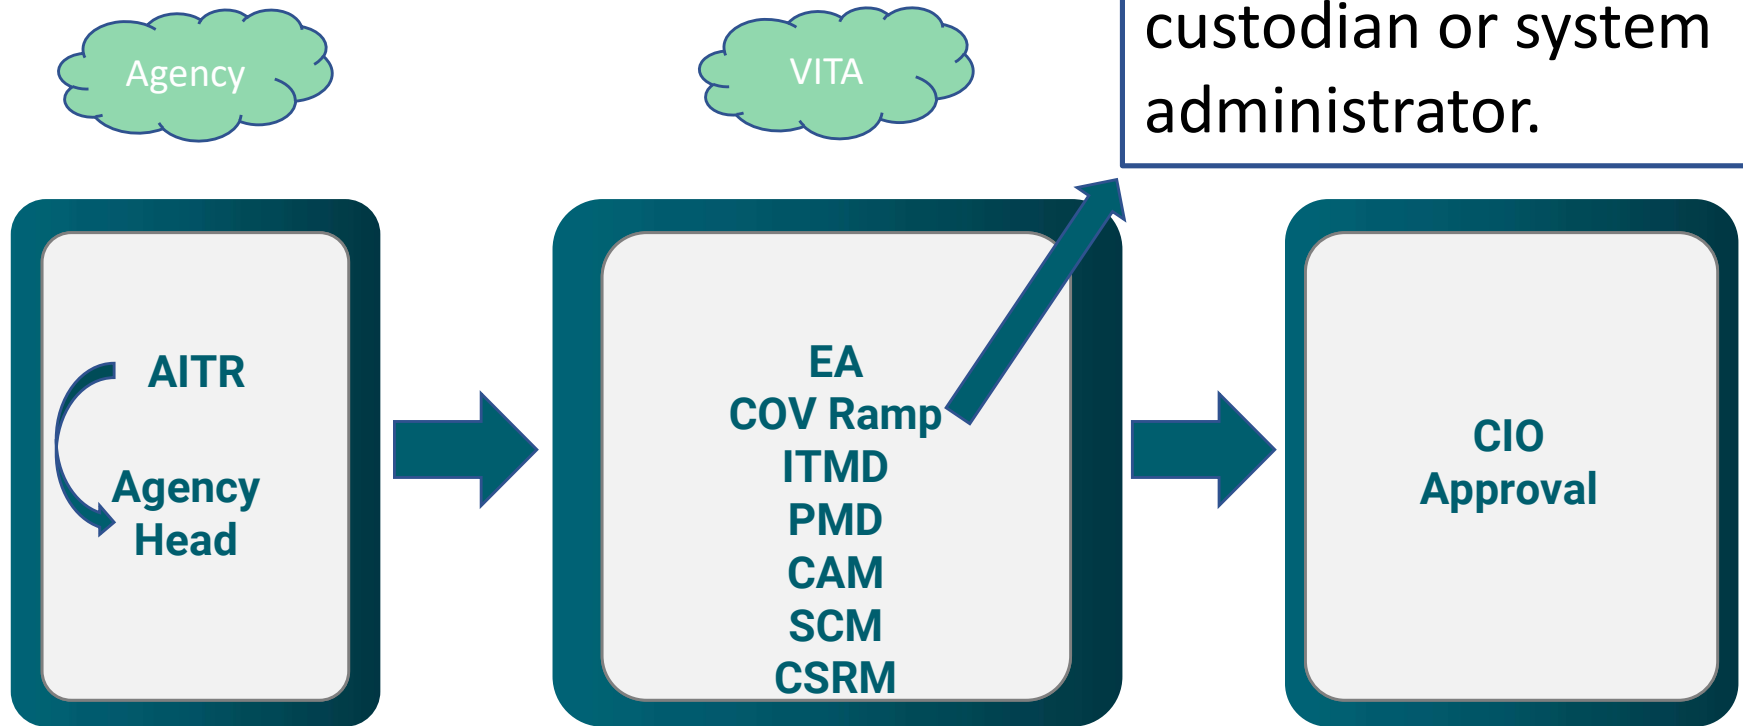 custodian or system
administrator.
Agency
VITA
AITR
Agency
Head
EA
COV Ramp
ITMD
PMD
CAM
SCM
CSRM
CIO
Approval